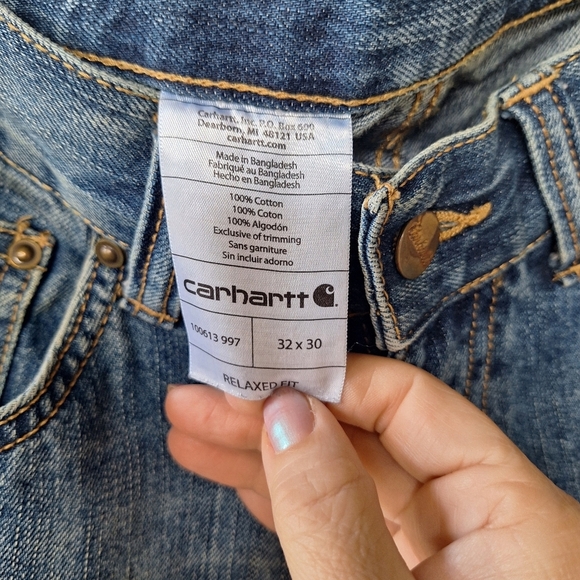 Carhartt, Inc. P.O. Box 600
Dearborn, MI 48121 USA
carhartt.com
Made in Bangladesh
Fabriqué au Bangladesh
Hecho en Bangladesh
100% Cotton
100% Coton
100% Algodón
Exclusive of trimming
Sans garniture
Sin incluir adorno
carhartt
100613 997
32 x 30
RELAXED FIT